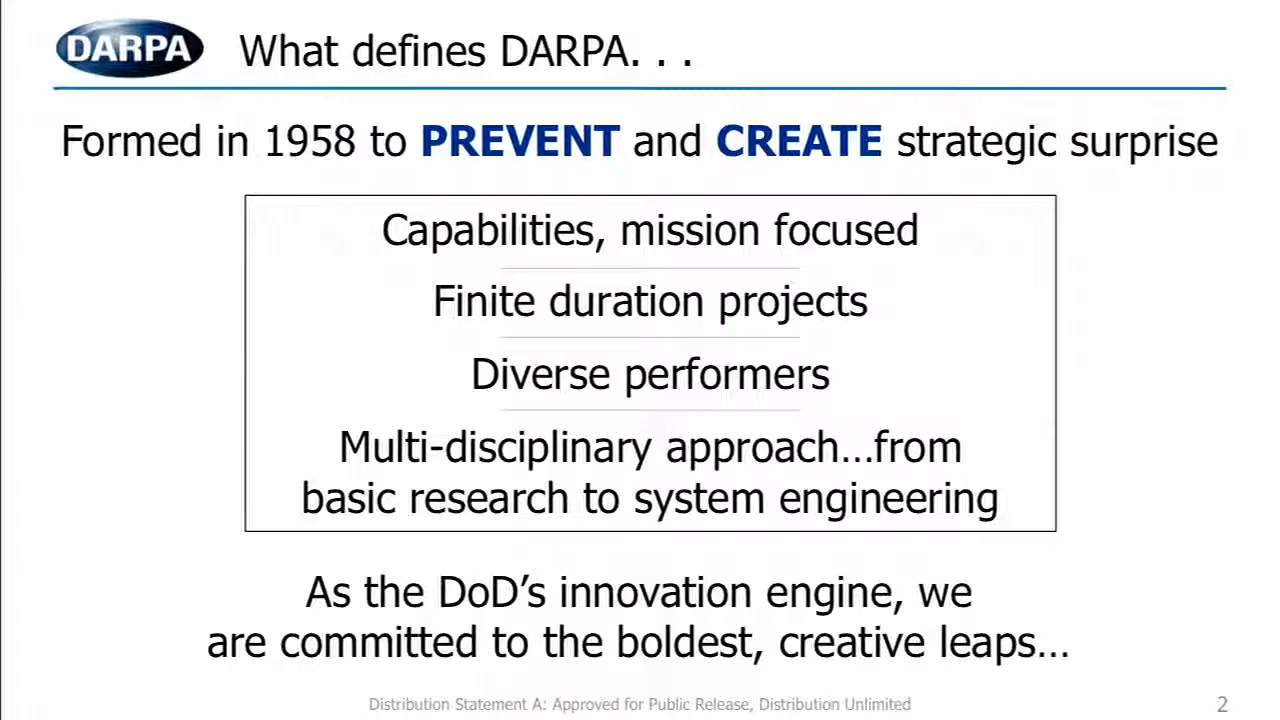 DARPA
What defines DARPA. . .
Formed in 1958 to PREVENT and CREATE strategic surprise
Capabilities, mission focused
Finite duration projects
Diverse performers
Multi-disciplinary approach…from
basic research to system engineering
As the DoD’s innovation engine, we
are committed to the boldest, creative leaps…
Distribution Statement A: Approved for Public Release, Distribution Unlimited
2